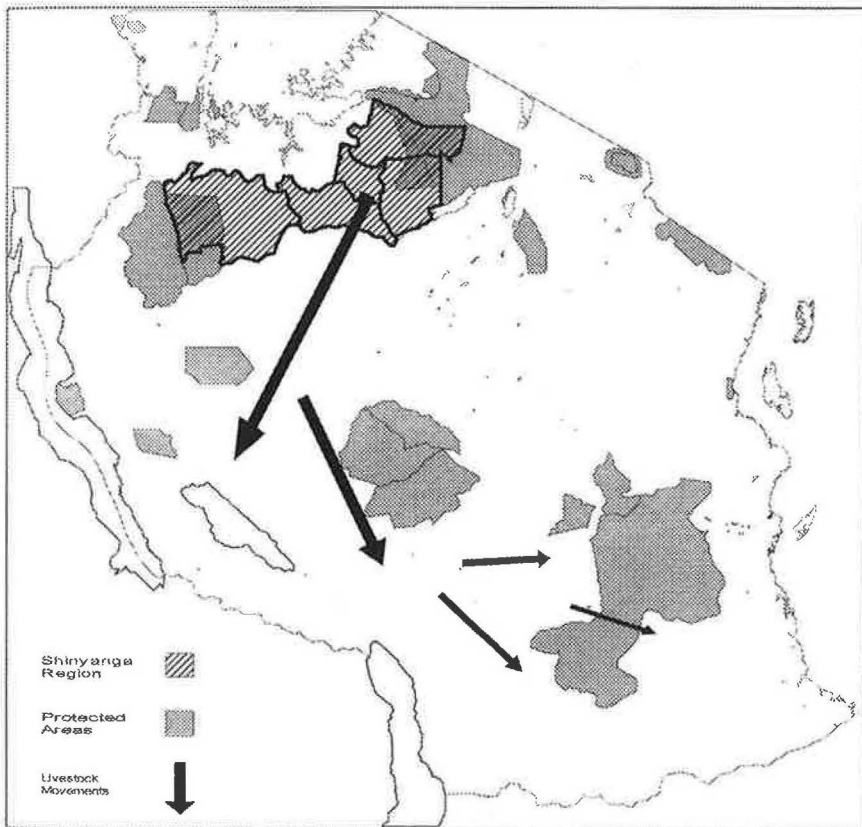 Shinyanga
Region
Protected
Areas
Livestock
Movements